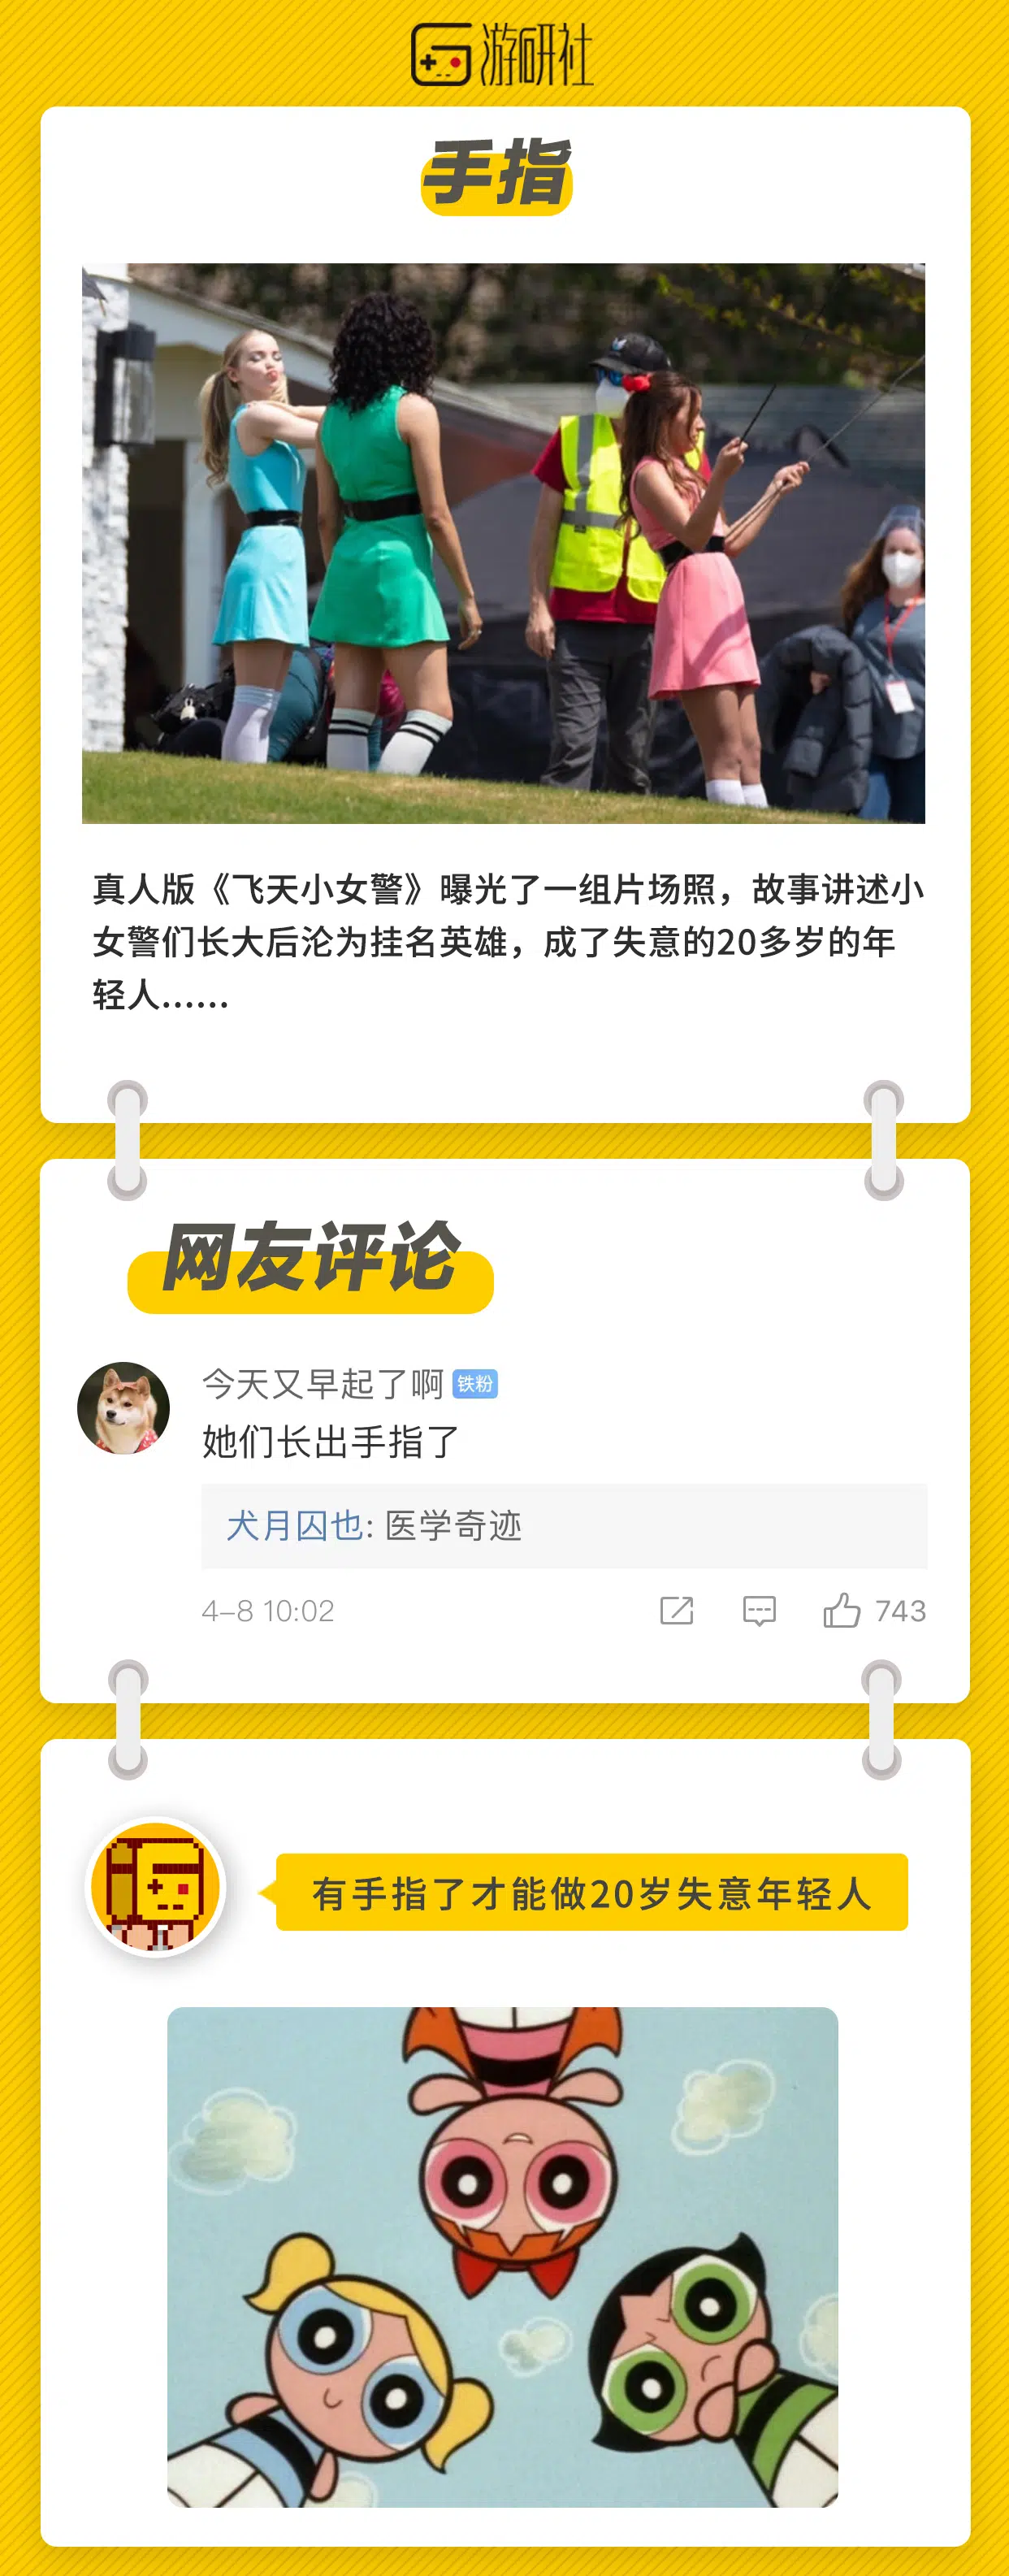 游研社
手指
真人版《飞天小女警》曝光了一组片场照，故事讲述小
女警们长大后沦为挂名英雄，成了失意的20多岁的年
轻人……
网友评论
今天又早起了啊 铁粉
她们长出手指了
犬月囚也: 医学奇迹
4-8 10:02
743
有手指了才能做20岁失意年轻人